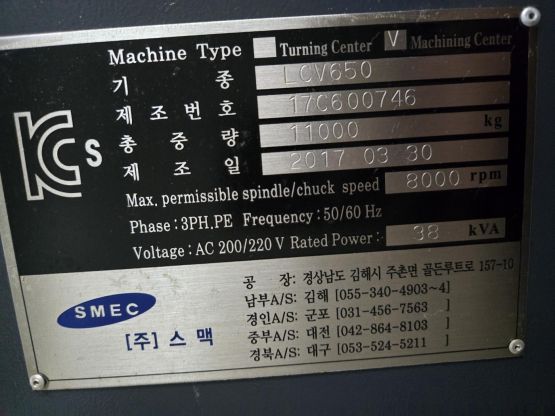 Machine Type Turning Center V Machining Center
기 종 LCV650
제 조 번 호 17C600746
총 중 량 11000 kg
제 조 일 2017 03 30
Max. permissible spindle/chuck speed 8000 rpm
Phase : 3PH.PE Frequency : 50/60 Hz
Voltage : AC 200/220 V Rated Power : 38 kVA
KCs
공 장: 경상남도 김해시 주촌면 골든루트로 157-10
남부A/S: 김해 [055-340-4903~4]
경인A/S: 군포 [031-456-7563]
중부A/S: 대전 [042-864-8103]
경북A/S: 대구 [053-524-5211]
SMEC
[주] 스 맥